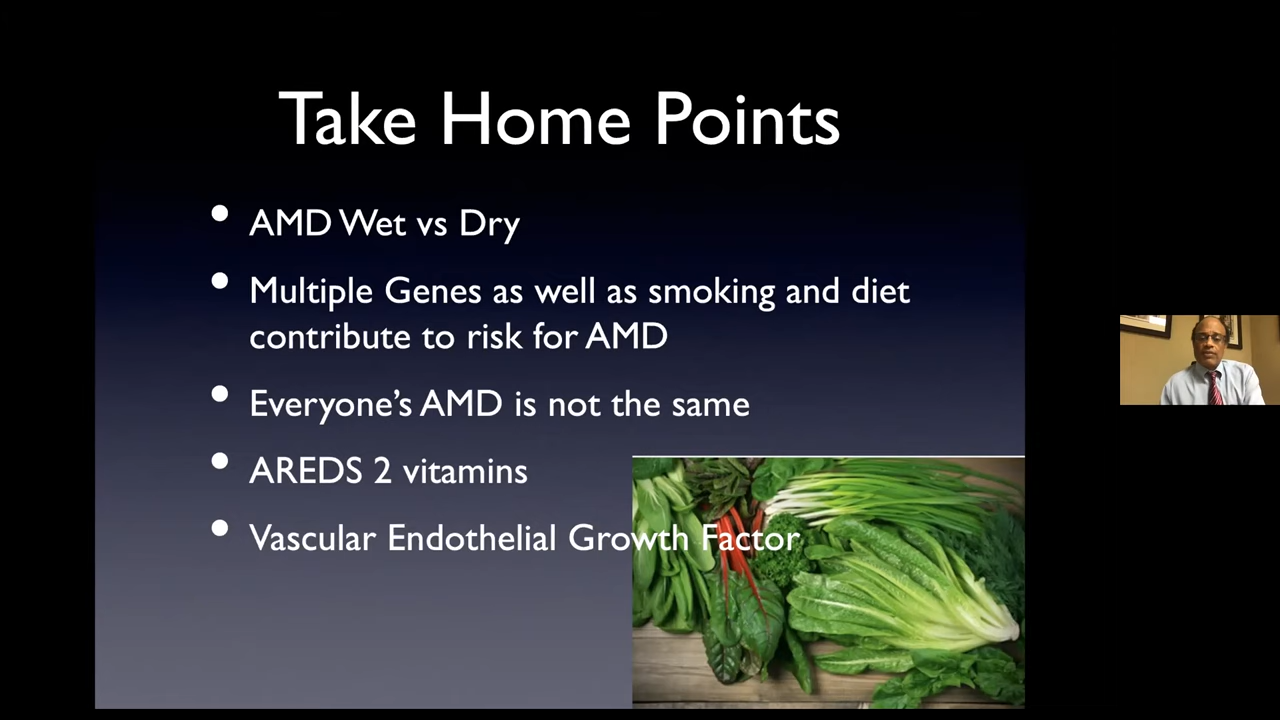 Take Home Points
• AMD Wet vs Dry
• Multiple Genes as well as smoking and diet
contribute to risk for AMD
• Everyone’s AMD is not the same
• AREDS 2 vitamins
• Vascular Endothelial Growth Factor